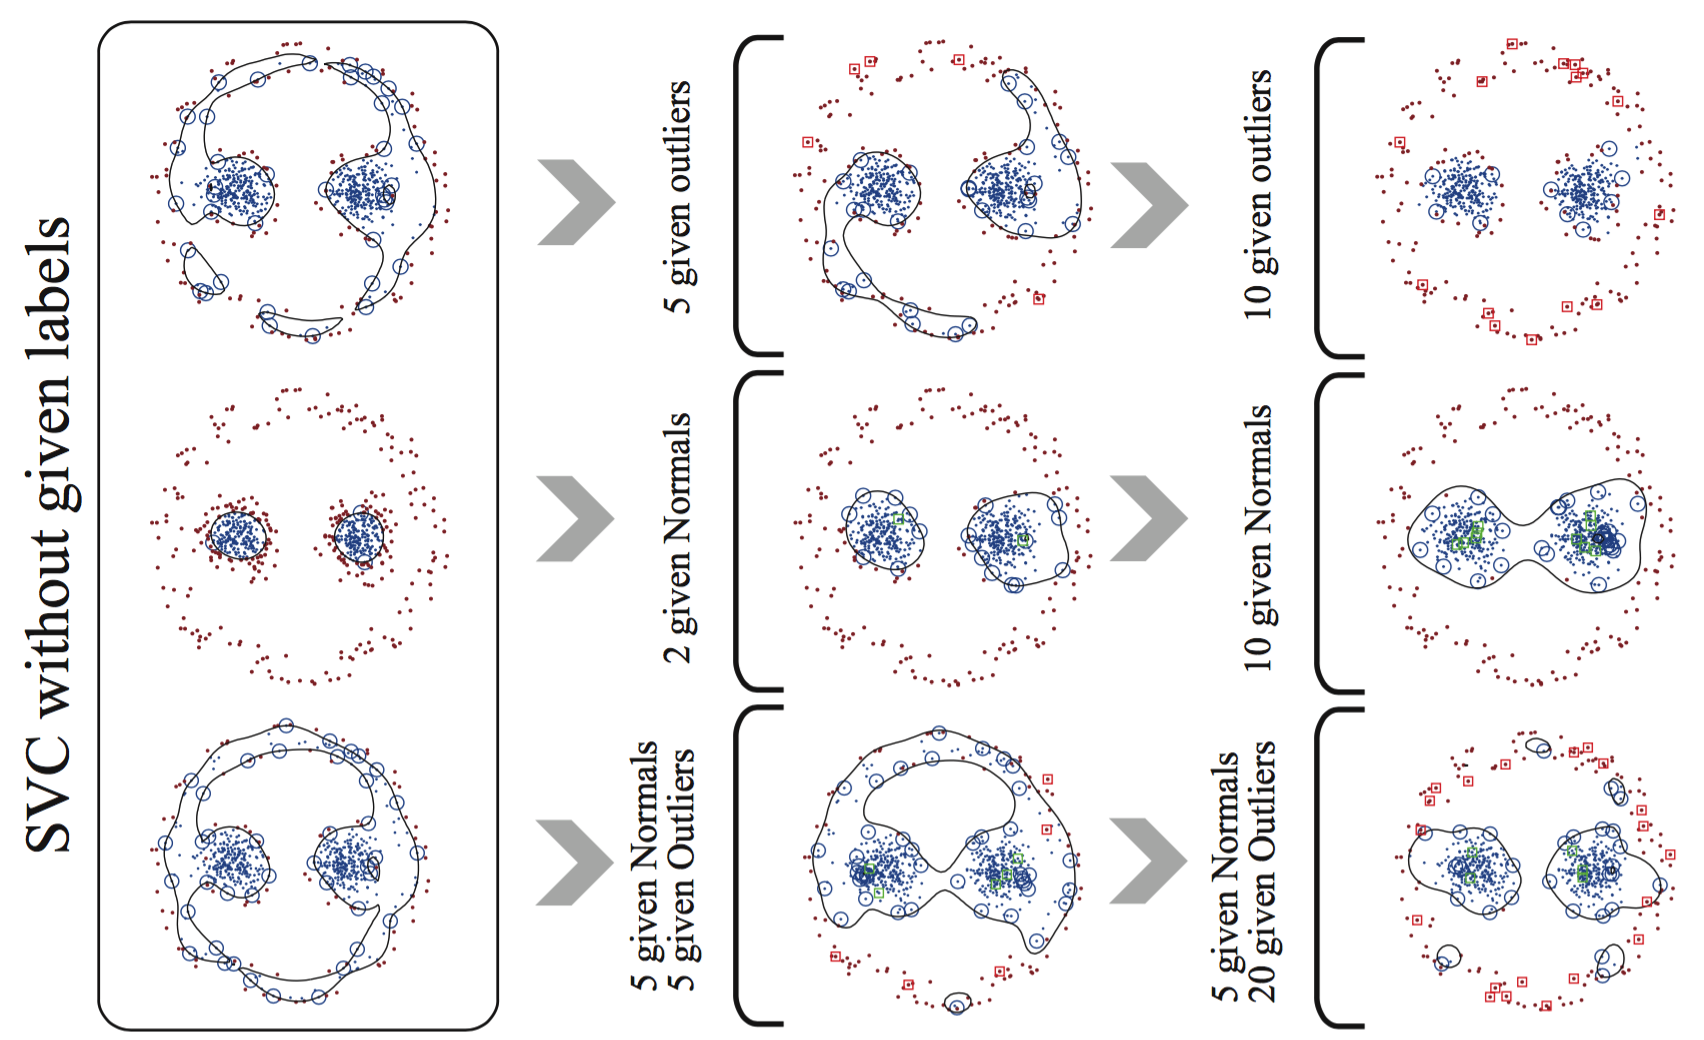 SVC without given labels
5 given outliers
10 given outliers
2 given Normals
10 given Normals
5 given Normals
5 given Outliers
5 given Normals
20 given Outliers